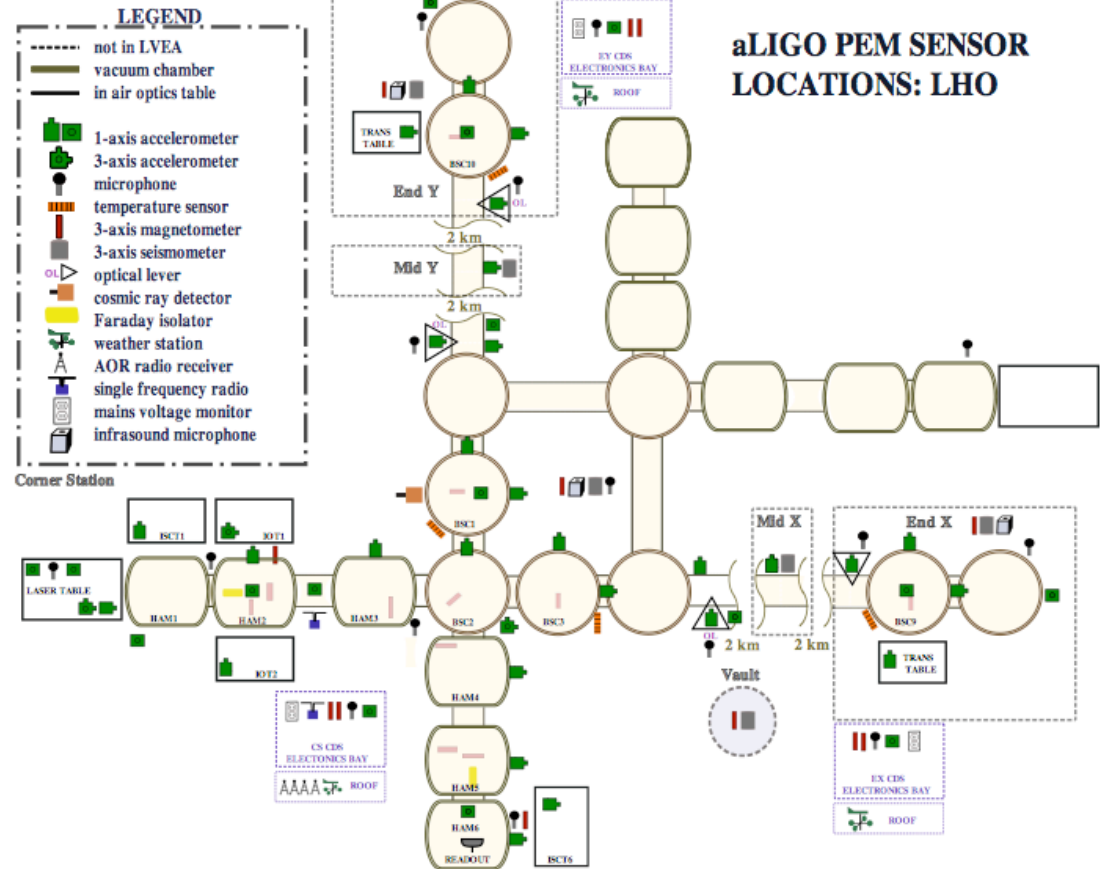 LEGEND
not in LVEA
vacuum chamber
in air optics table
1-axis accelerometer
3-axis accelerometer
microphone
temperature sensor
3-axis magnetometer
3-axis seismometer
OL
optical lever
cosmic ray detector
Faraday isolator
weather station
AOR radio receiver
single frequency radio
mains voltage monitor
infrasound microphone
Corner Station
aLIGO PEM SENSOR
LOCATIONS: LHO
EY CDS
ELECTRONICS BAY
ROOF
TRANS
TABLE
BSC10
End Y
OL
2 km
Mid Y
2 km
OL
BSC1
ISCT1
IOT1
LASER TABLE
HAM1
HAM2
HAM3
BSC2
BSC3
IOT2
OL
2 km
Mid X
2 km
End X
BSC9
TRANS
TABLE
Vault
HAM4
HAM5
HAM6
READOUT
ISCT6
CS CDS
ELECTONICS BAY
ROOF
EX CDS
ELECTRONICS BAY
ROOF